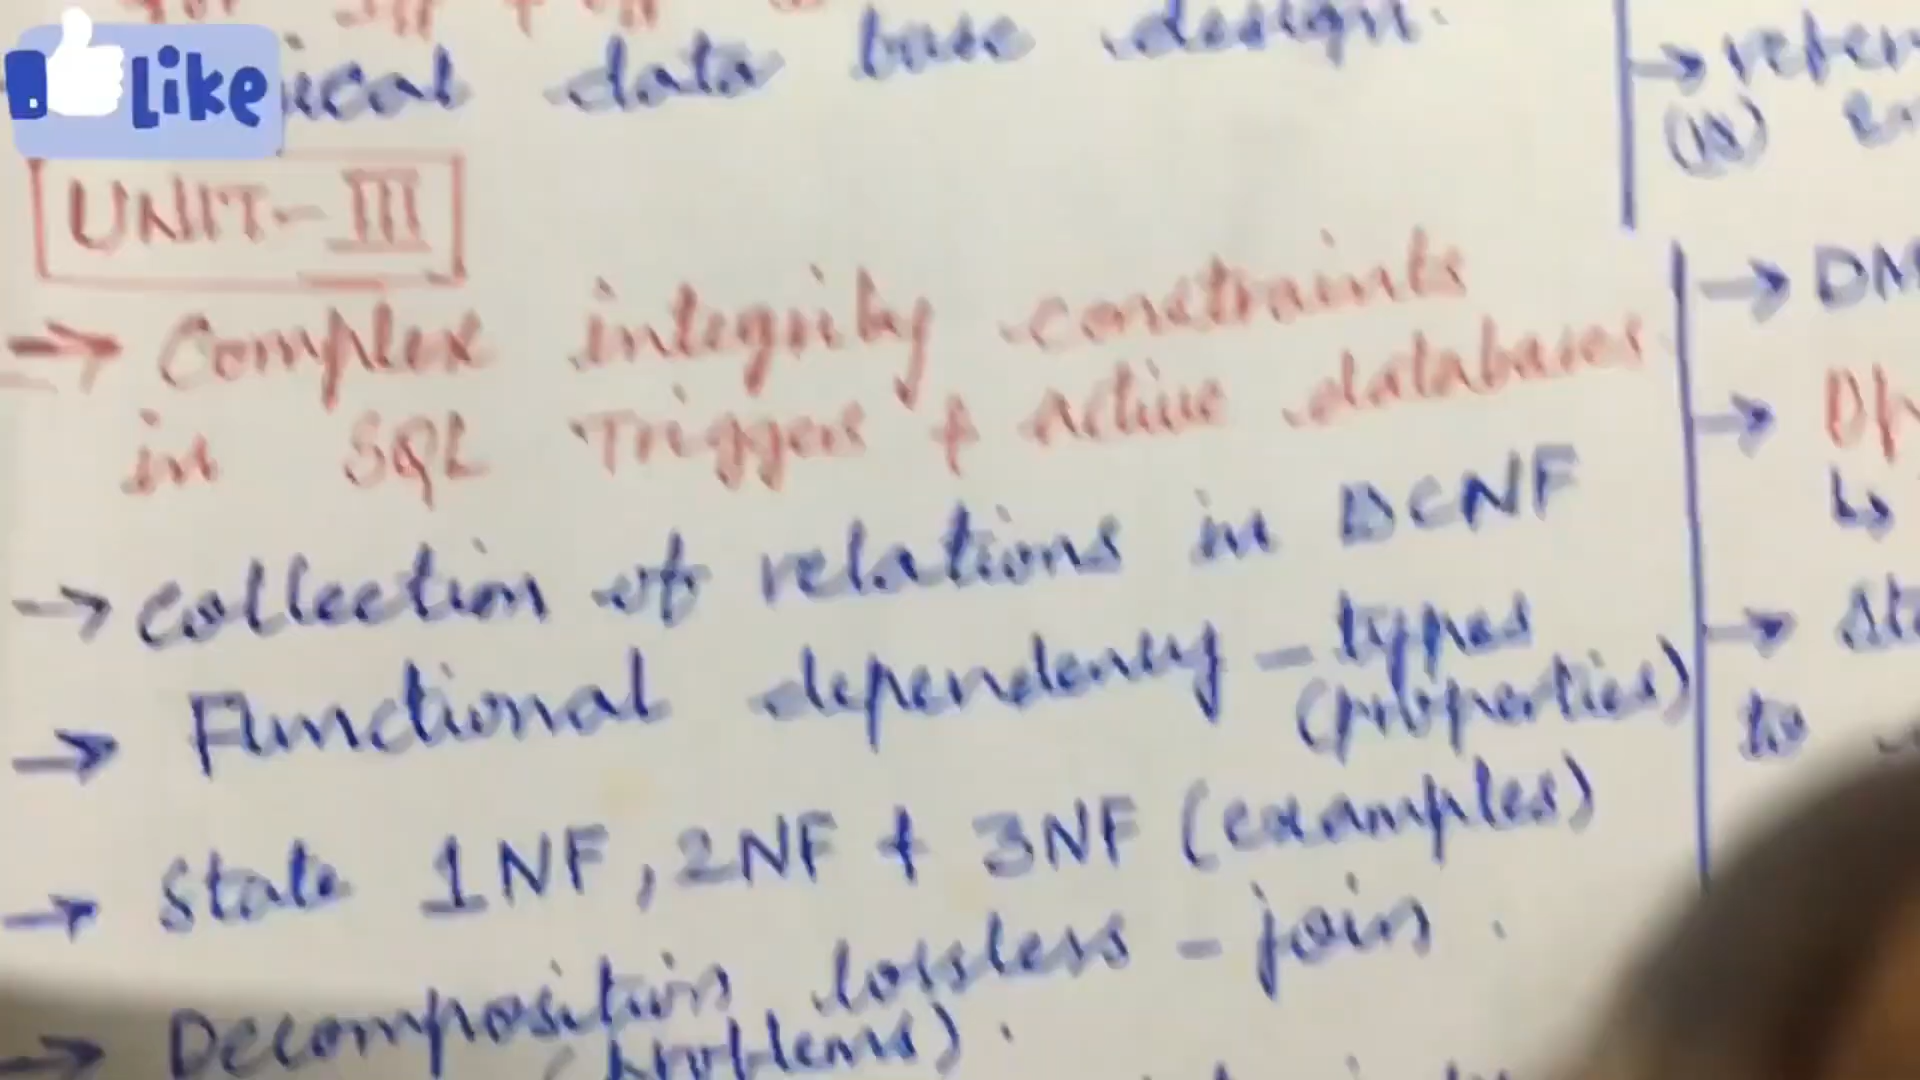 Like
data base design.
UNIT-III
→ Complex integrity constraints
in SQL Triggers + Active databases
→ collection of relations in BCNF
→ Functional dependency - types
(properties)
→ State 1NF, 2NF + 3NF (examples)
→ Decomposition lossless - join.
(problems).
→
→ DM
→
→